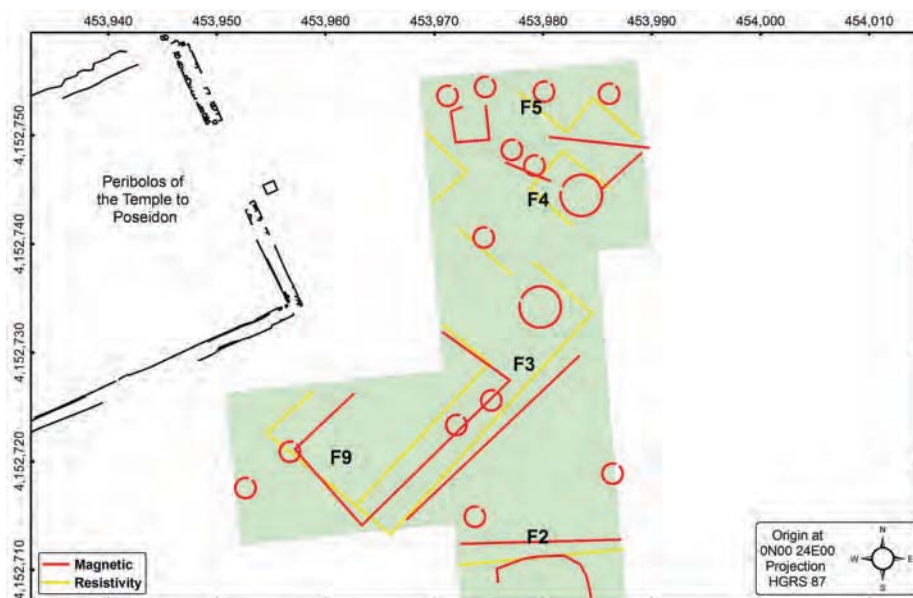 453,940 453,950 453,960 453,970 453,980 453,990 454,000 454,010
4,152,750
4,152,740
4,152,730
4,152,720
4,152,710
Peribolos of
the Temple to
Poseidon
F5
F4
F3
F9
F2
Magnetic
Resistivity
Origin at
0N00 24E00
Projection
HGRS 87
N
W E
S